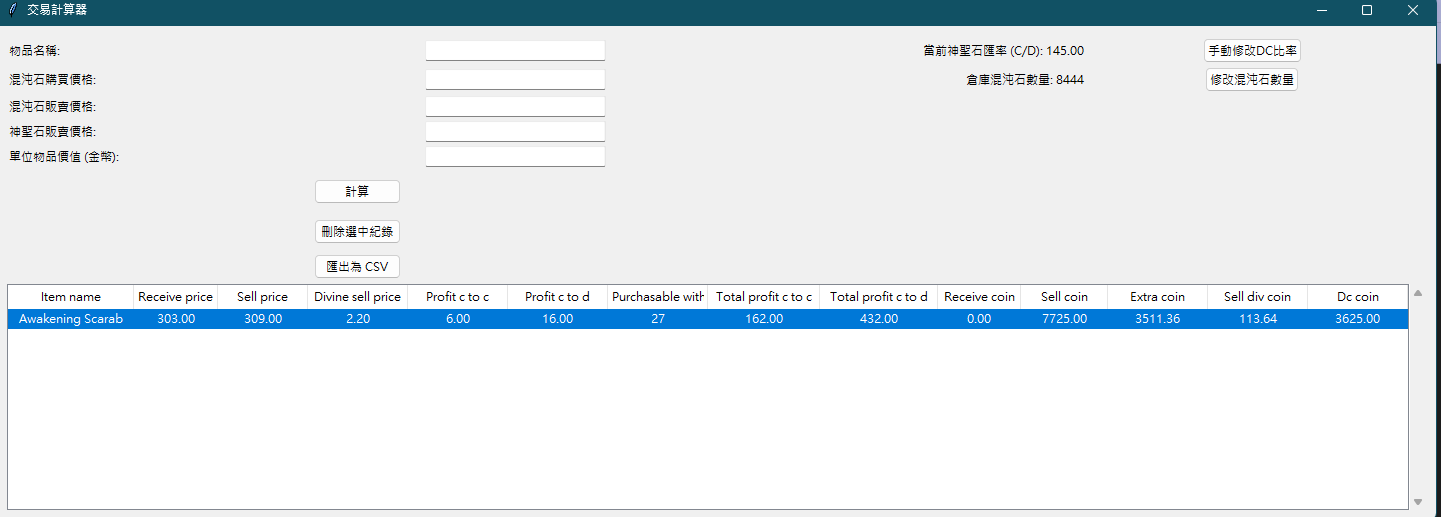 交易計算器
物品名稱:
當前神聖石匯率 (C/D): 145.00
手動修改DC比率
混沌石購買價格:
倉庫混沌石數量: 8444
修改混沌石數量
混沌石販賣價格:
神聖石販賣價格:
單位物品價值 (金幣):
計算
刪除選中紀錄
匯出為 CSV
Item name Receive price Sell price Divine sell price Profit c to c Profit c to d Purchasable with Total profit c to c Total profit c to d Receive coin Sell coin Extra coin Sell div coin Dc coin
Awakening Scarab 303.00 309.00 2.20 6.00 16.00 27 162.00 432.00 0.00 7725.00 3511.36 113.64 3625.00